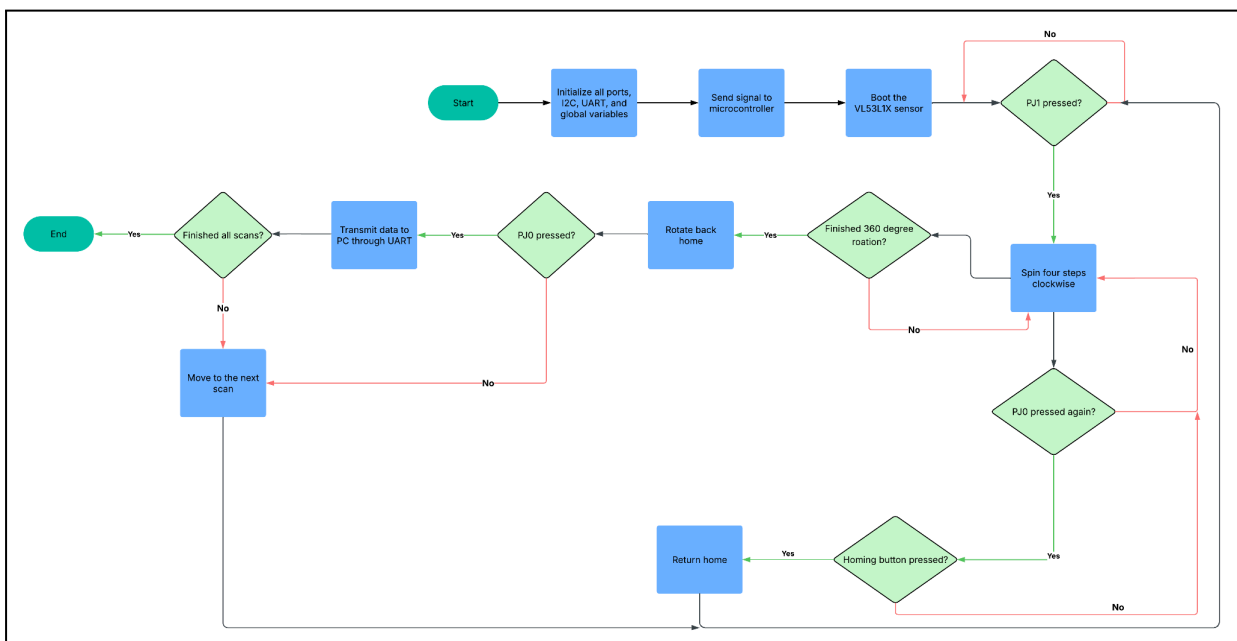 No
Start
Initialize all ports,
I2C, UART, and
global variables
Send signal to
microcontroller
Boot the
VL53L1X sensor
PJ1 pressed?
Yes
End
Yes
Finished all scans?
Transmit data to
PC through UART
Yes
PJ0 pressed?
Rotate back
home
Yes
Finished 360 degree
roation?
Spin four steps
clockwise
No
No
No
Move to the next
scan
No
PJ0 pressed again?
Return home
Yes
Homing button pressed?
Yes
No